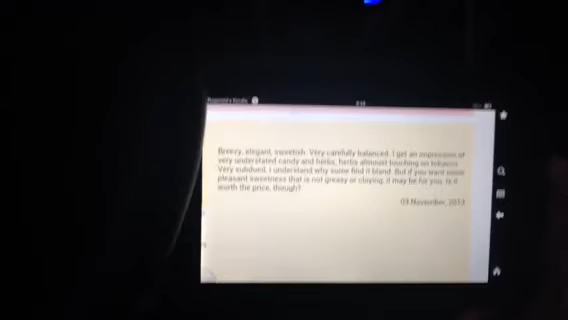 Breezy, elegant, sweetish. Very carefully balanced. I get an impression of
very understated candy and herbs, herbs almost touching on tobacco.
Very subdued, I understand why some find it bland. But if you want some
pleasant sweetness that is not greasy or cloying, it may be for you. Is it
worth the price, though?
03 November, 2013